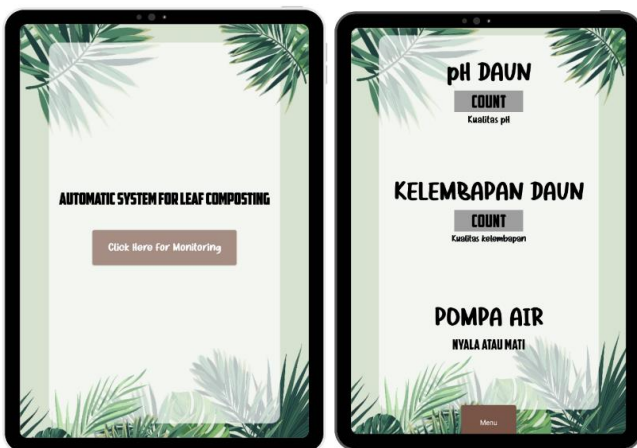 AUTOMATIC SYSTEM FOR LEAF COMPOSTING
Click Here for Monitoring
pH DAUN
COUNT
Kualitas pH
KELEMBAPAN DAUN
COUNT
Kualitas kelembapan
POMPA AIR
NYALA ATAU MATI
Menu